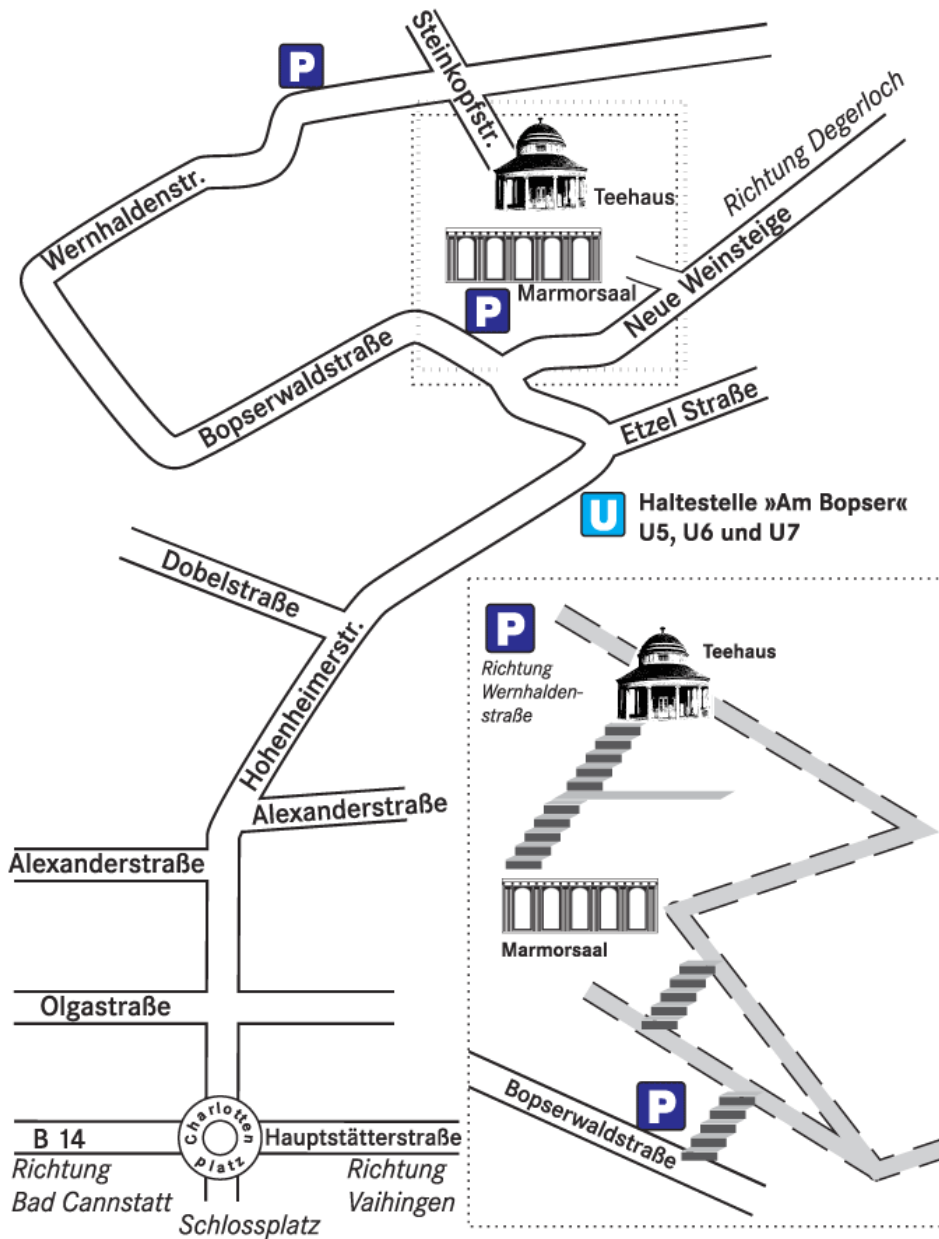 Steinkopfstr.
P
Wernhaldenstr.
Teehaus
Richtung Degerloch
Neue Weinsteige
Marmorsaal
P
Bopserwaldstraße
Etzel Straße
U
Haltestelle »Am Bopser«
U5, U6 und U7
Dobelstraße
Hohenheimerstr.
Alexanderstraße
Alexanderstraße
Olgastraße
Charlotten
platz
B 14
Hauptstätterstraße
Richtung
Bad Cannstatt
Richtung
Vaihingen
Schlossplatz
P
Richtung
Wernhalden-
straße
Teehaus
Marmorsaal
P
Bopserwaldstraße